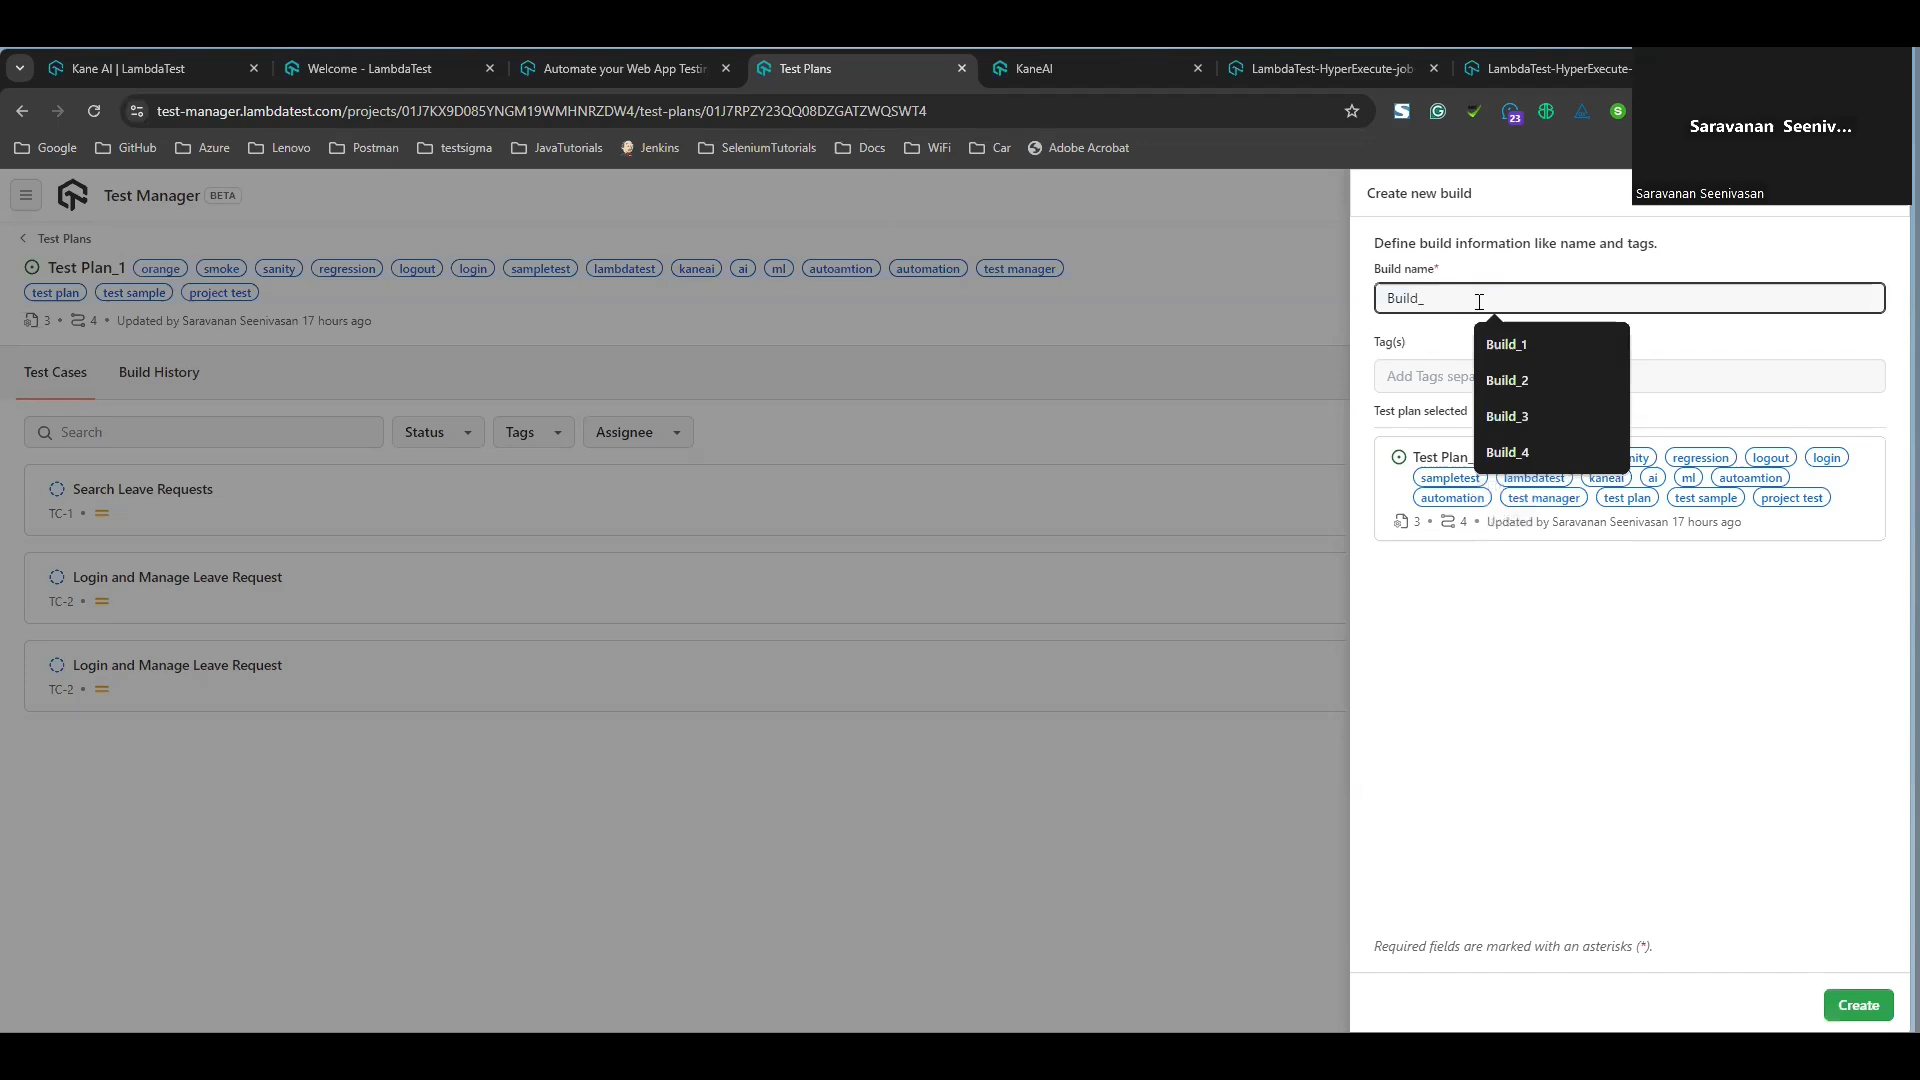 Kane AI | LambdaTest
Welcome - LambdaTest
Automate your Web App Testin
Test Plans
KaneAI
LambdaTest-HyperExecute-job
LambdaTest-HyperExecute-
test-manager.lambdatest.com/projects/01J7KX9D085YNGM19WMHNRZDW4/test-plans/01J7RPZY23QQ08DZGATZWQSWT4
23
Saravanan Seeniv...
Saravanan Seenivasan
Google
GitHub
Azure
Lenovo
Postman
testsigma
JavaTutorials
Jenkins
SeleniumTutorials
Docs
WiFi
Car
Adobe Acrobat
Test Manager BETA
Test Plans
Test Plan_1 orange smoke sanity regression logout login sampletest lambdatest kaneai ai ml autoamtion automation test manager
test plan test sample project test
3 • 4 • Updated by Saravanan Seenivasan 17 hours ago
Test Cases Build History
Search Status Tags Assignee
Search Leave Requests
TC-1 •
Login and Manage Leave Request
TC-2 •
Login and Manage Leave Request
TC-2 •
Create new build
Define build information like name and tags.
Build name*
Build_
Build_1
Build_2
Build_3
Build_4
Tag(s)
Add Tags sepa
Test plan selected
Test Plan_ nity regression logout login
sampletest lambdatest kaneai ai ml autoamtion
automation test manager test plan test sample project test
3 • 4 • Updated by Saravanan Seenivasan 17 hours ago
Required fields are marked with an asterisks (*).
Create